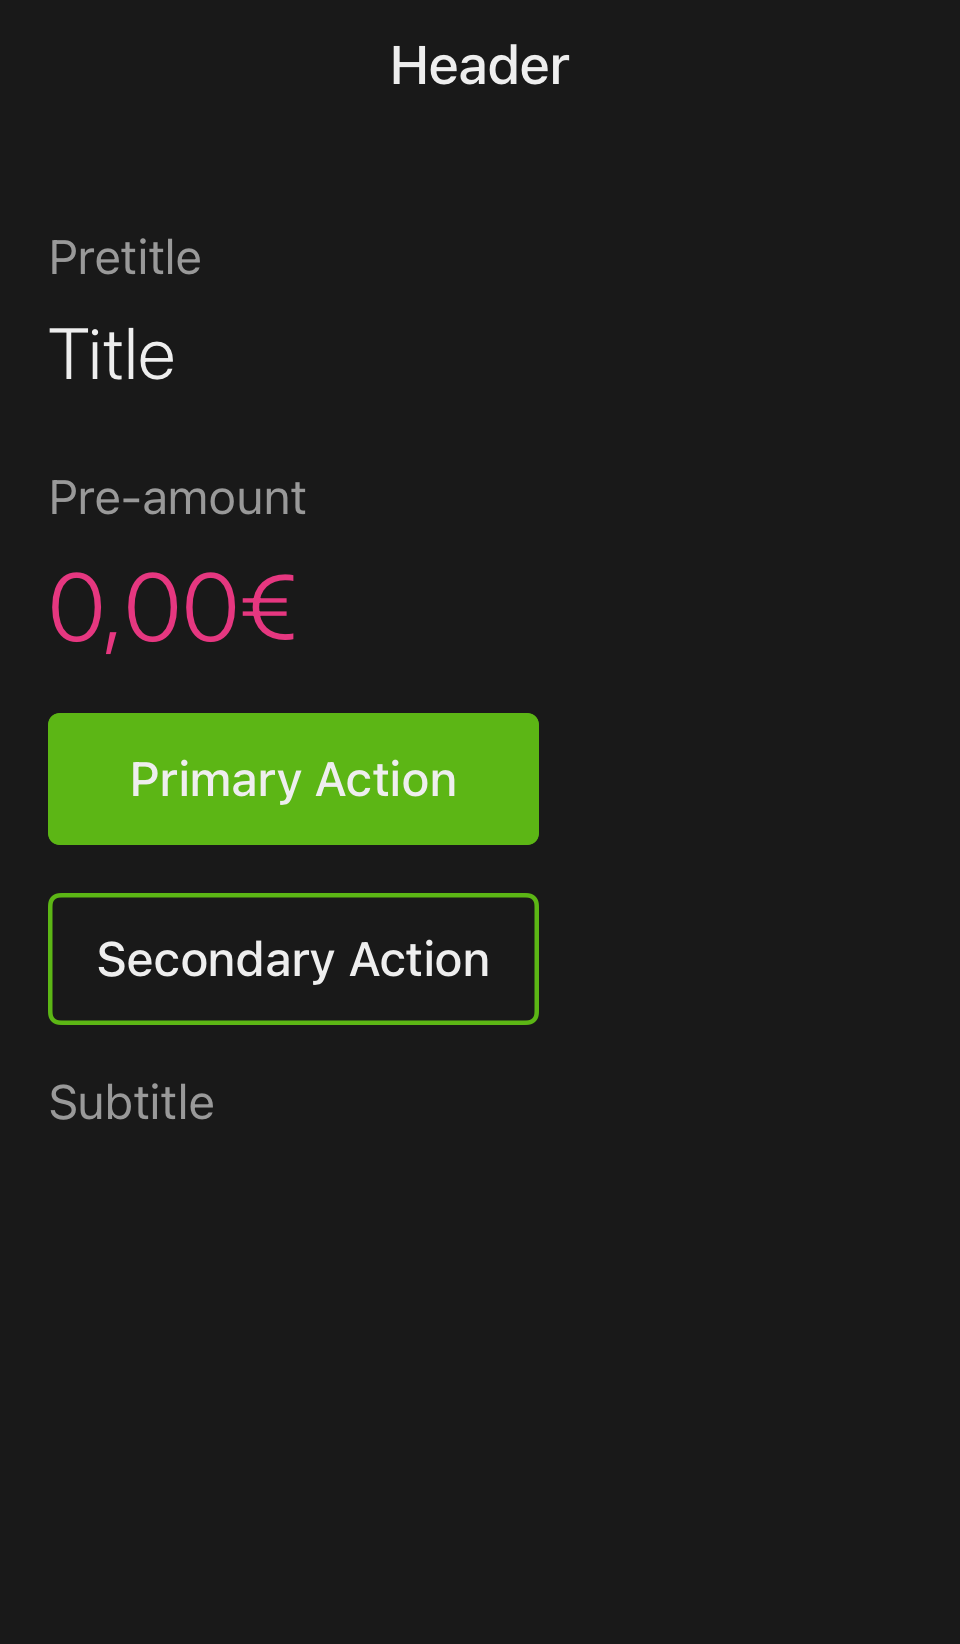 Header
Pretitle
Title
Pre-amount
0,00€
Primary Action
Secondary Action
Subtitle